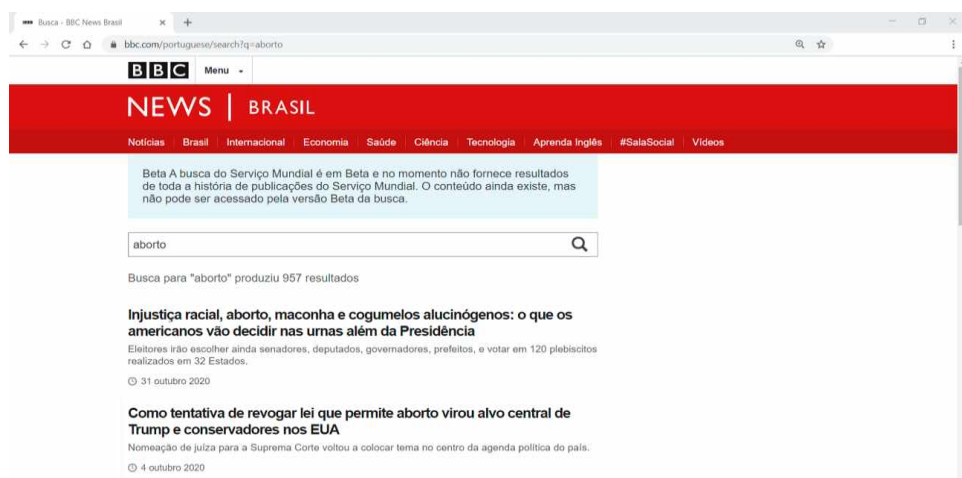 Busca - BBC News Brasil
bbc.com/portuguese/search?q=aborto
BBC Menu
NEWS | BRASIL
Notícias Brasil Internacional Economia Saúde Ciência Tecnologia Aprenda Inglês #SalaSocial Vídeos
Beta A busca do Serviço Mundial é em Beta e no momento não fornece resultados
de toda a história de publicações do Serviço Mundial. O conteúdo ainda existe, mas
não pode ser acessado pela versão Beta da busca.
aborto
Busca para "aborto" produziu 957 resultados
Injustiça racial, aborto, maconha e cogumelos alucinógenos: o que os
americanos vão decidir nas urnas além da Presidência
Eleitores irão escolher ainda senadores, deputados, governadores, prefeitos, e votar em 120 plebiscitos
realizados em 32 Estados.
31 outubro 2020
Como tentativa de revogar lei que permite aborto virou alvo central de
Trump e conservadores nos EUA
Nomeação de juíza para a Suprema Corte voltou a colocar tema no centro da agenda política do país.
4 outubro 2020